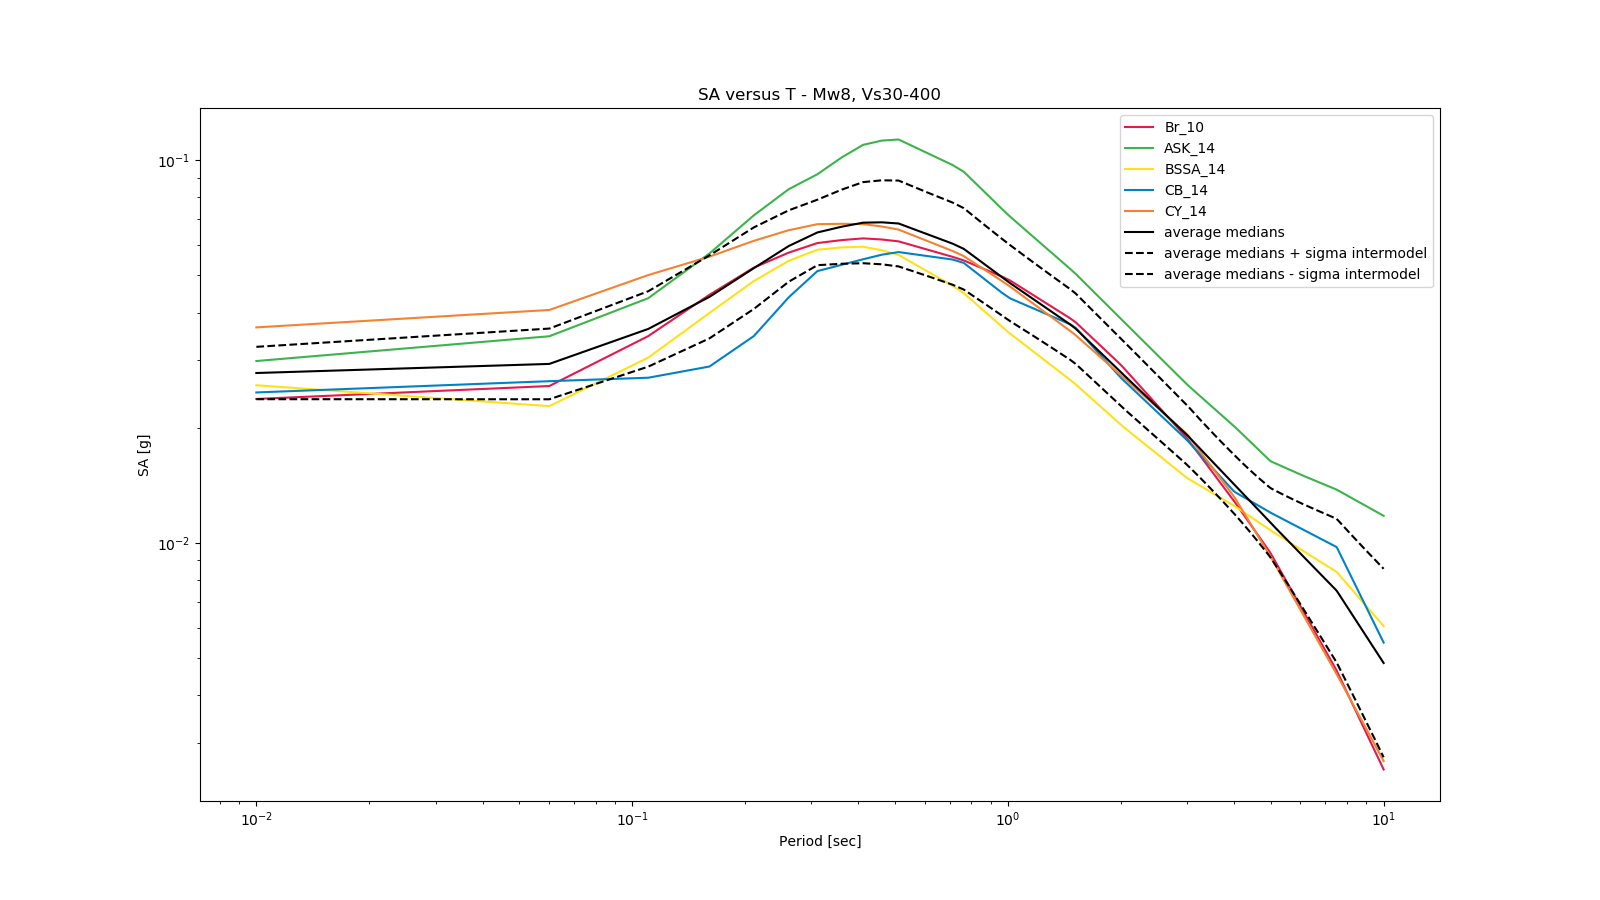 SA versus T - Mw8, Vs30-400
Br_10
ASK_14
BSSA_14
CB_14
CY_14
average medians
average medians + sigma intermodel
average medians - sigma intermodel
SA [g]
10⁻¹
10⁻²
10⁻²
10⁻¹
10⁰
10¹
Period [sec]